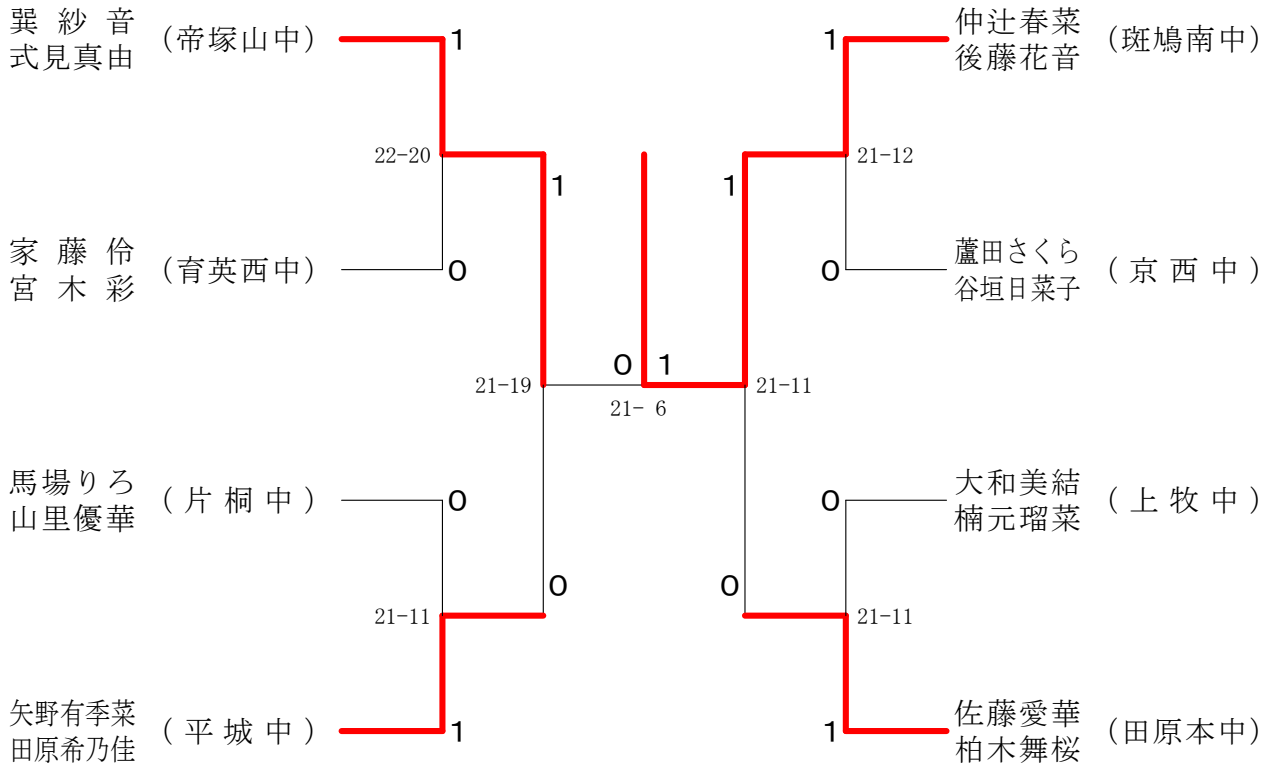 巽紗音
式見真由
（帝塚山中）
1
1
仲辻春菜
後藤花音
（斑鳩南中）
22-20
1
1
21-12
家藤伶
宮木彩
（育英西中）
0
0
蘆田さくら
谷垣日菜子
（京西中）
21-19
0 1
21-11
21- 6
馬場りろ
山里優華
（片桐中）
0
0
大和美結
楠元瑠菜
（上牧中）
21-11
0
0
21-11
矢野有季菜
田原希乃佳
（平城中）
1
1
佐藤愛華
柏木舞桜
（田原本中）